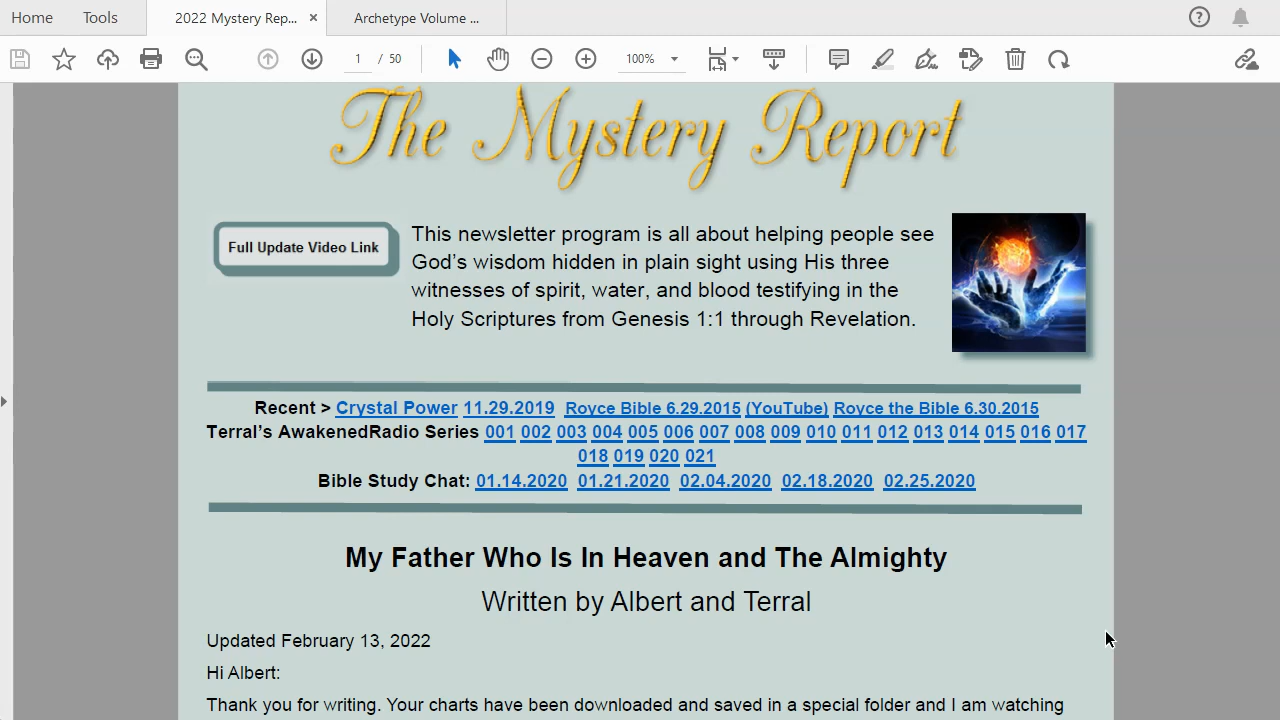 Home Tools 2022 Mystery Rep... × Archetype Volume ...
1 / 50 100%
The Mystery Report
Full Update Video Link
This newsletter program is all about helping people see
God's wisdom hidden in plain sight using His three
witnesses of spirit, water, and blood testifying in the
Holy Scriptures from Genesis 1:1 through Revelation.
Recent > Crystal Power 11.29.2019 Royce Bible 6.29.2015 (YouTube) Royce the Bible 6.30.2015
Terral's AwakenedRadio Series 001 002 003 004 005 006 007 008 009 010 011 012 013 014 015 016 017
018 019 020 021
Bible Study Chat: 01.14.2020 01.21.2020 02.04.2020 02.18.2020 02.25.2020
My Father Who Is In Heaven and The Almighty
Written by Albert and Terral
Updated February 13, 2022
Hi Albert:
Thank you for writing. Your charts have been downloaded and saved in a special folder and I am watching